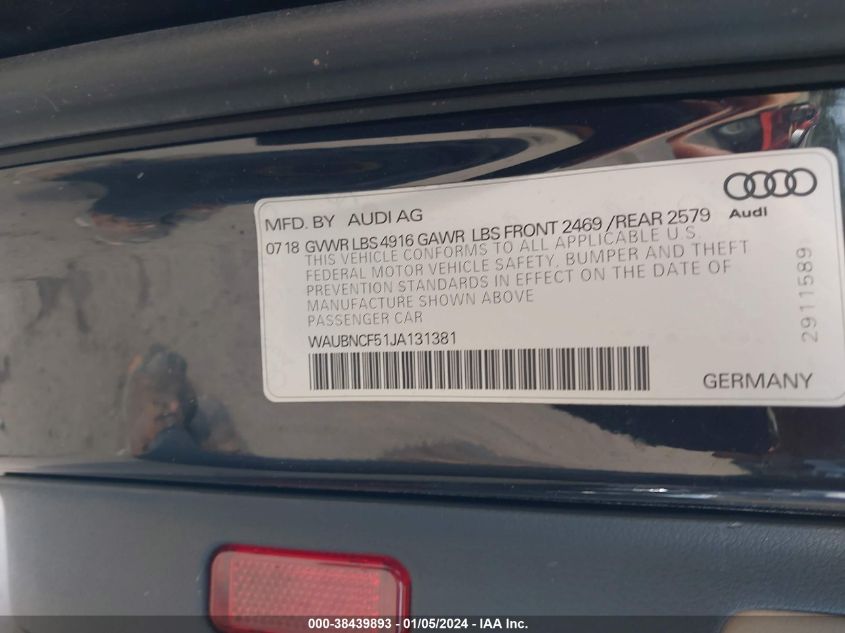 Audi
MFD. BY AUDI AG
07 18 GVWR LBS 4916 GAWR LBS FRONT 2469 /REAR 2579
THIS VEHICLE CONFORMS TO ALL APPLICABLE U.S.
FEDERAL MOTOR VEHICLE SAFETY, BUMPER AND THEFT
PREVENTION STANDARDS IN EFFECT ON THE DATE OF
MANUFACTURE SHOWN ABOVE
PASSENGER CAR
WAUBNCF51JA131381
GERMANY
2911589
000-38439893 - 01/05/2024 - IAA Inc.